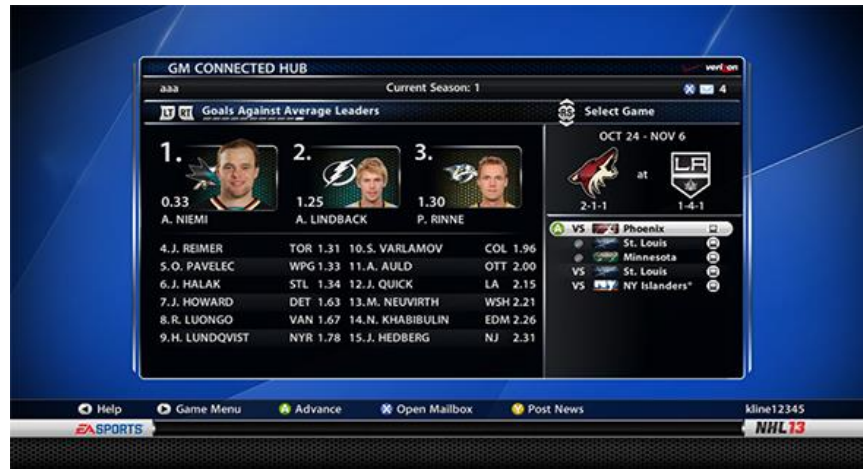 GM CONNECTED HUB
verizon
aaa
Current Season: 1
4
LT RT Goals Against Average Leaders
Select Game
1.
0.33
A. NIEMI
2.
1.25
A. LINDBACK
3.
1.30
P. RINNE
4.J. REIMER TOR 1.31 10.S. VARLAMOV COL 1.96
5.O. PAVELEC WPG 1.33 11.A. AULD OTT 2.00
6.J. HALAK STL 1.34 12.J. QUICK LA 2.15
7.J. HOWARD DET 1.63 13.M. NEUVIRTH WSH 2.21
8.R. LUONGO VAN 1.67 14.N. KHABIBULIN EDM 2.26
9.H. LUNDQVIST NYR 1.78 15.J. HEDBERG NJ 2.31
OCT 24 - NOV 6
at
LA
2-1-1 1-4-1
A VS Phoenix
St. Louis
Minnesota
VS St. Louis
VS NY Islanders*
Help Game Menu A Advance X Open Mailbox Y Post News kline12345
EA SPORTS NHL 13